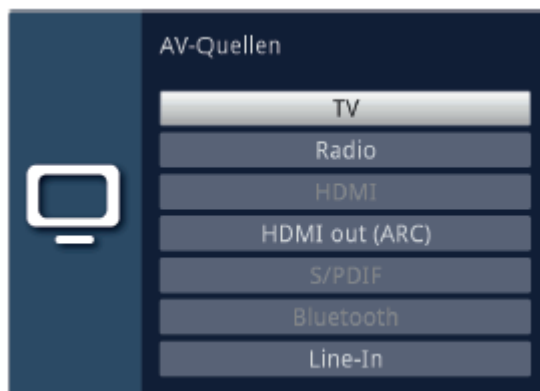 AV-Quellen
TV
Radio
HDMI
HDMI out (ARC)
S/PDIF
Bluetooth
Line-In